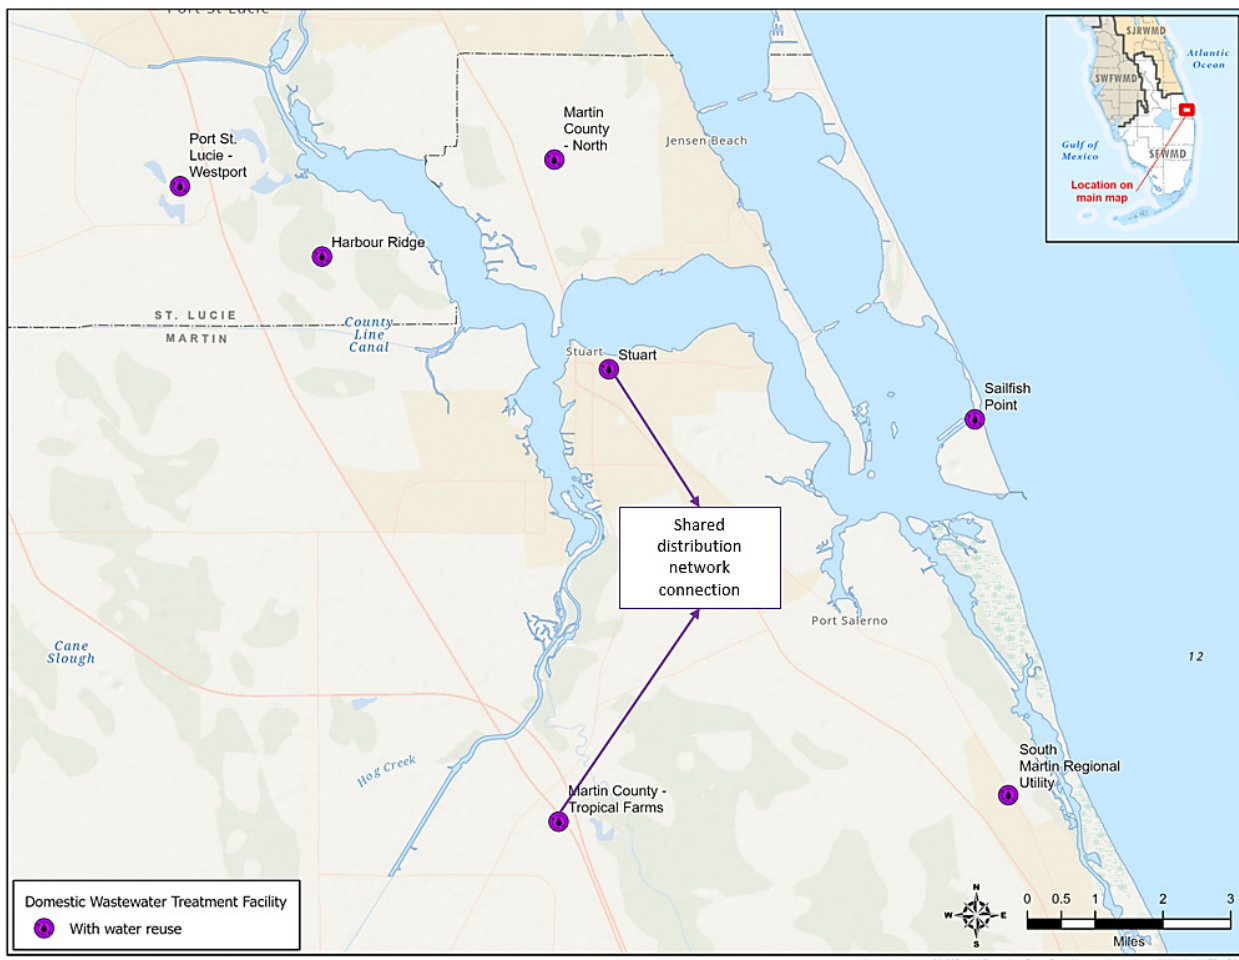 Port St Lucie
Port St.
Lucie -
Westport
Martin
County
- North
Jensen Beach
Harbour Ridge
ST. LUCIE
MARTIN
County
Line
Canal
Stuart
Stuart
Sailfish
Point
Shared
distribution
network
connection
Port Salerno
Cane
Slough
12
Hog Creek
Martin County -
Tropical Farms
South
Martin Regional
Utility
SJRWMD
Atlantic
Ocean
SWFWMD
Gulf of
Mexico
SFWMD
Location on
main map
Domestic Wastewater Treatment Facility
With water reuse
N
W
E
S
0 0.5 1 2 3
Miles